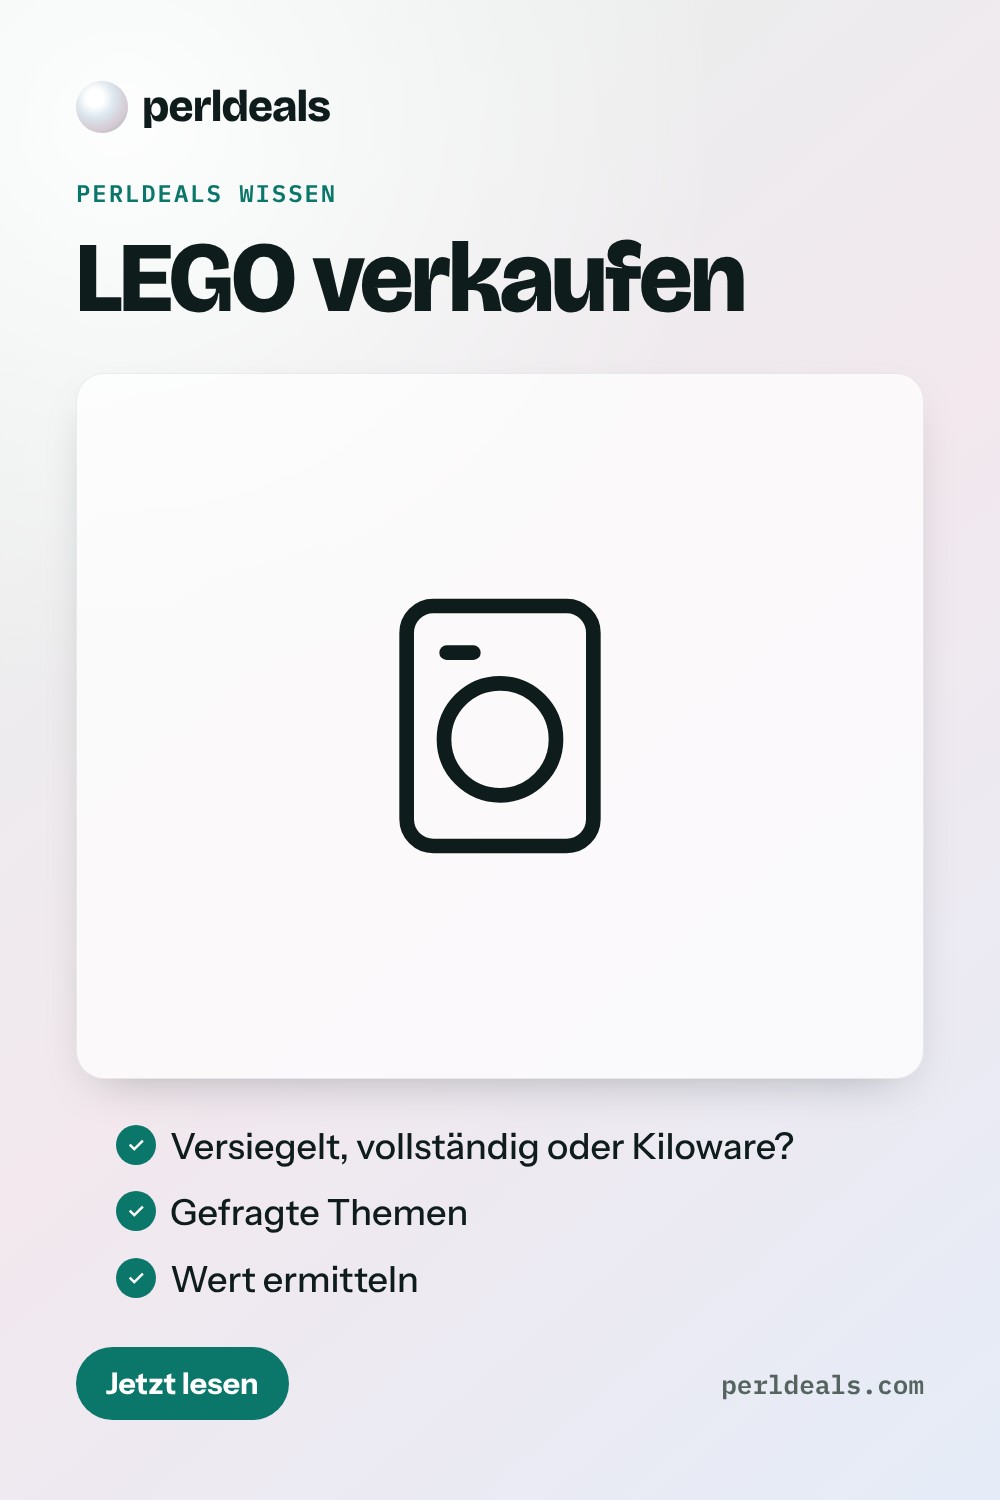 perldeals
PERLDEALS WISSEN
LEGO verkaufen
Versiegelt, vollständig oder Kiloware?
Gefragte Themen
Wert ermitteln
Jetzt lesen
perldeals.com